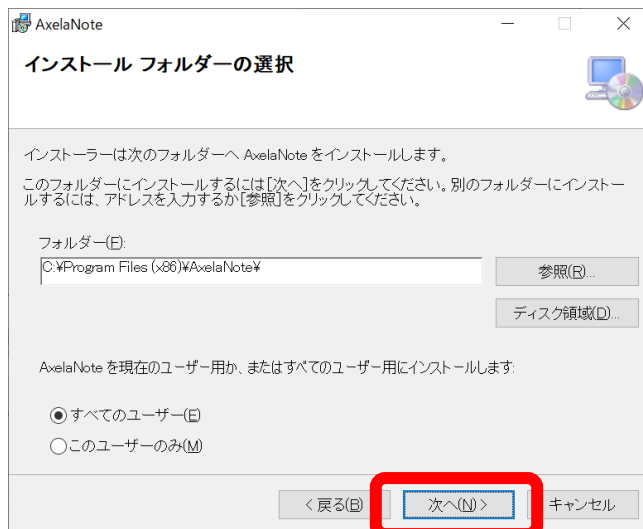 AxelaNote
インストール フォルダーの選択
インストーラーは次のフォルダーへ AxelaNote をインストールします。
このフォルダーにインストールするには[次へ]をクリックしてください。別のフォルダーにインストー
ルするには、アドレスを入力するか[参照]をクリックしてください。
フォルダー(F):
C:¥Program Files (x86)¥AxelaNote¥
参照(R)...
ディスク領域(D)...
AxelaNote を現在のユーザー用か、またはすべてのユーザー用にインストールします:
すべてのユーザー(E)
このユーザーのみ(M)
< 戻る(B)
次へ(N) >
キャンセル